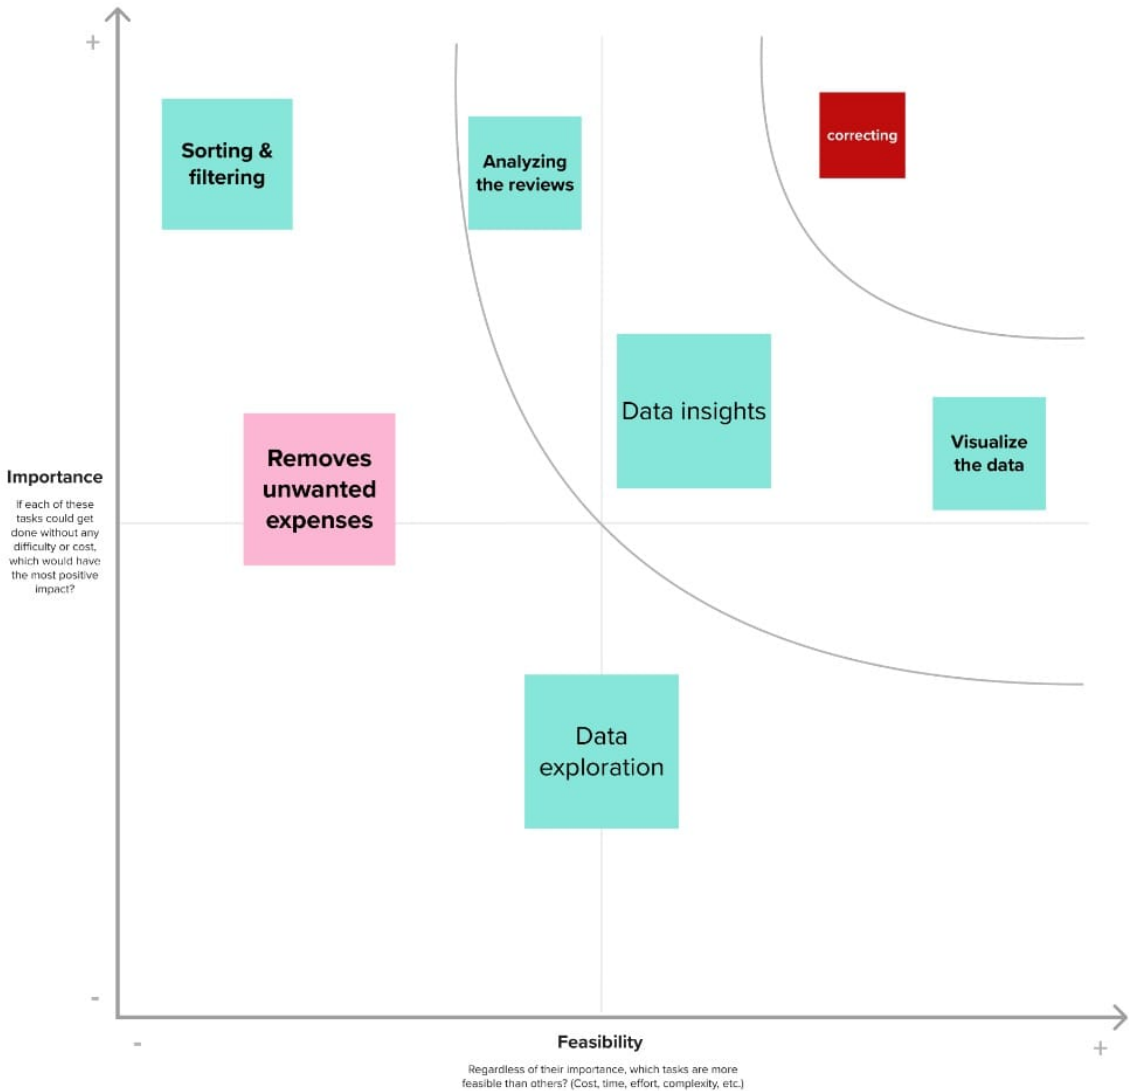 +
Sorting &
filtering
Analyzing
the reviews
correcting
Data insights
Visualize
the data
Removes
unwanted
expenses
Importance
If each of these
tasks could get
done without any
difficulty or cost,
which would have
the most positive
impact?
Data
exploration
-
-
Feasibility
+
Regardless of their importance, which tasks are more
feasible than others? (Cost, time, effort, complexity, etc.)